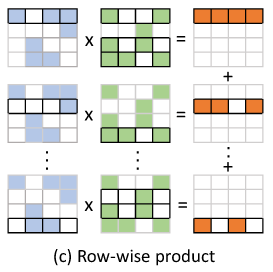 x =
+
x =
⋮ ⋮ ⋮
+
x =
(c) Row-wise product